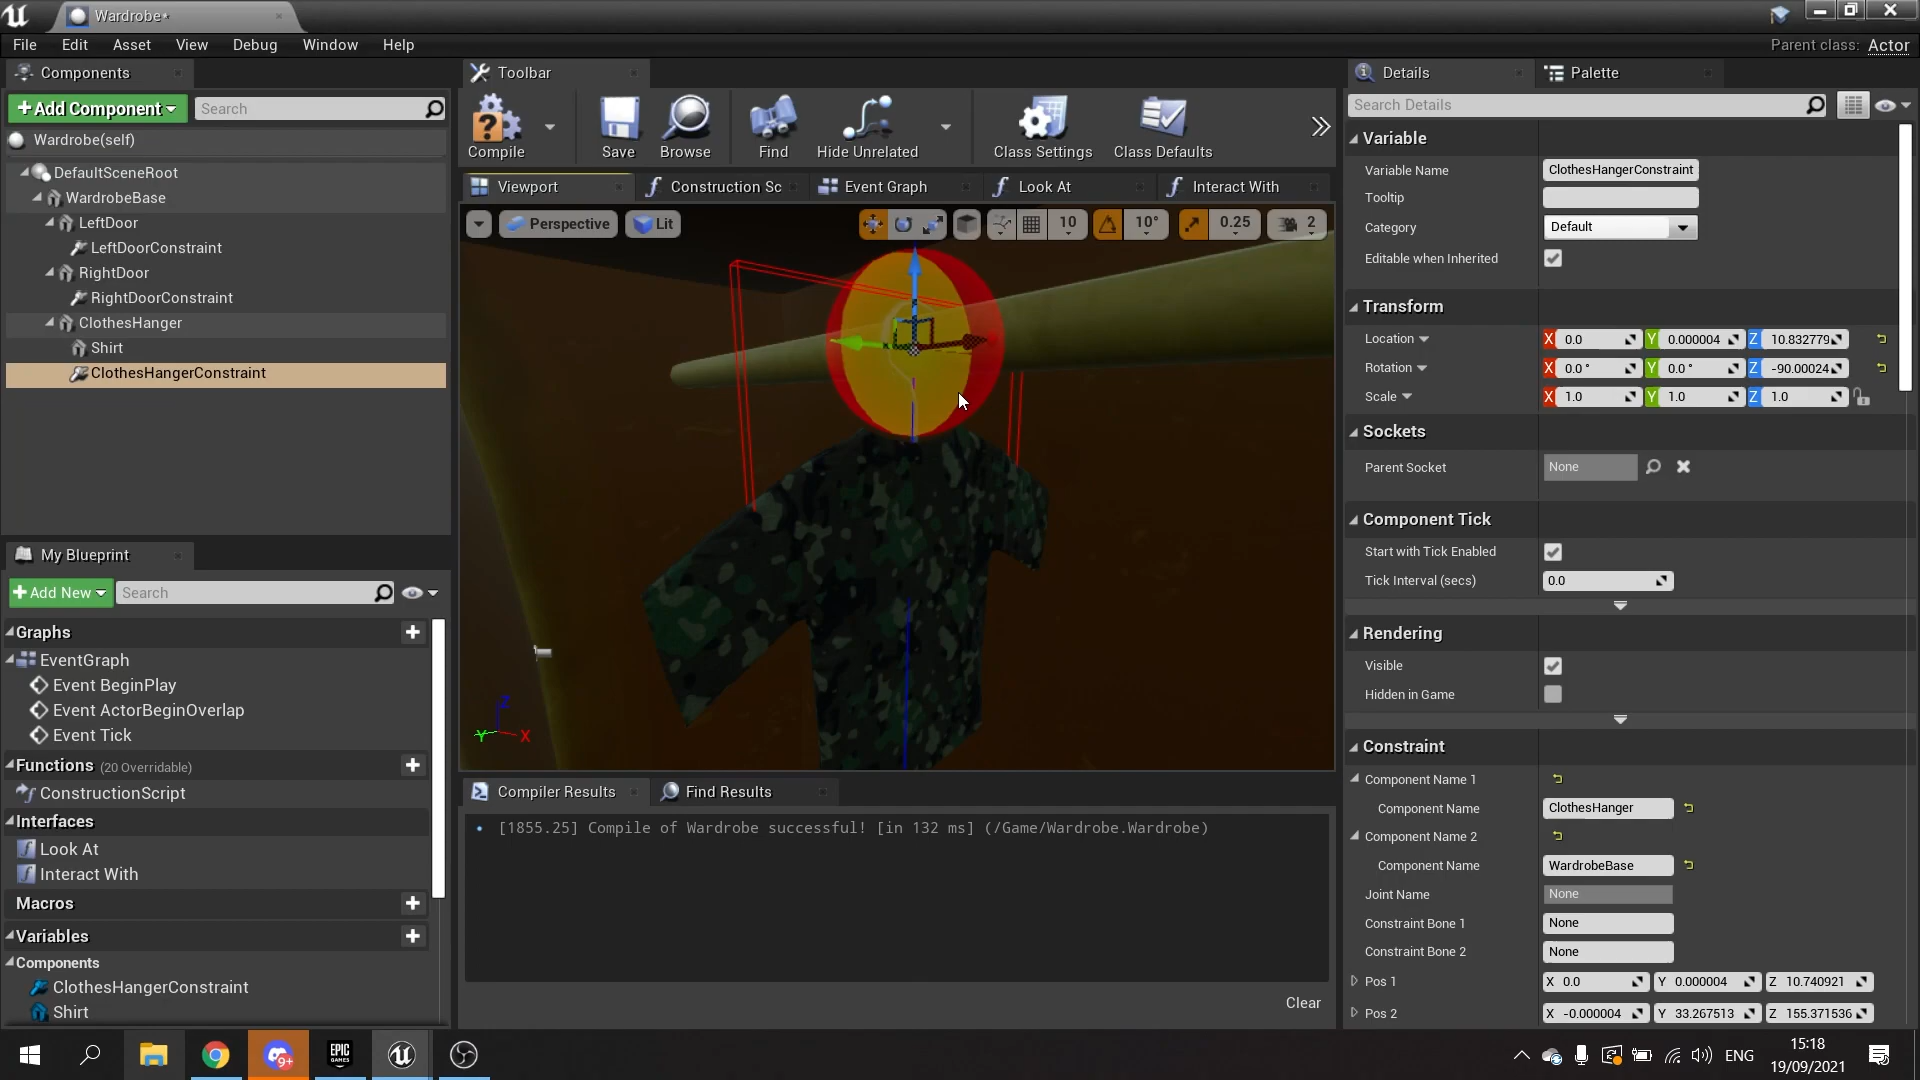 Wardrobe*
File Edit Asset View Debug Window Help
Parent class: Actor
Components
+Add Component
Search
Wardrobe(self)
DefaultSceneRoot
WardrobeBase
LeftDoor
LeftDoorConstraint
RightDoor
RightDoorConstraint
ClothesHanger
Shirt
ClothesHangerConstraint
My Blueprint
+Add New
Search
Graphs
EventGraph
Event BeginPlay
Event ActorBeginOverlap
Event Tick
Functions (20 Overridable)
ConstructionScript
Interfaces
Look At
Interact With
Macros
Variables
Components
ClothesHangerConstraint
Shirt
Toolbar
Compile
Save
Browse
Find
Hide Unrelated
Class Settings
Class Defaults
Viewport
Construction Sc
Event Graph
Look At
Interact With
Perspective
Lit
10
10°
0.25
2
Z
Y
X
Compiler Results
Find Results
[1855.25] Compile of Wardrobe successful! [in 132 ms] (/Game/Wardrobe.Wardrobe)
Clear
Details
Palette
Search Details
Variable
Variable Name ClothesHangerConstraint
Tooltip
Category Default
Editable when Inherited
Transform
Location X 0.0 Y 0.000004 Z 10.832779
Rotation X 0.0 ° Y 0.0 ° Z -90.00024
Scale X 1.0 Y 1.0 Z 1.0
Sockets
Parent Socket None
Component Tick
Start with Tick Enabled
Tick Interval (secs) 0.0
Rendering
Visible
Hidden in Game
Constraint
Component Name 1
Component Name ClothesHanger
Component Name 2
Component Name WardrobeBase
Joint Name None
Constraint Bone 1 None
Constraint Bone 2 None
Pos 1 X 0.0 Y 0.000004 Z 10.740921
Pos 2 X -0.000004 Y 33.267513 Z 155.371536
9+
EPIC
GAMES
ENG
15:18
19/09/2021